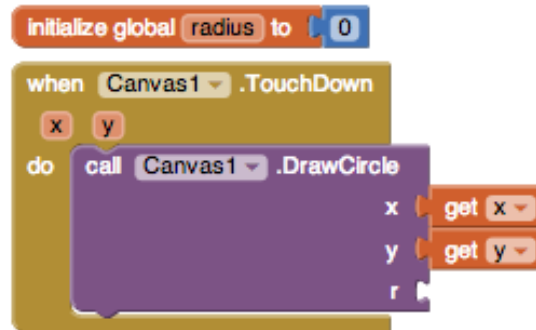 initialize global radius to 0
when Canvas1 .TouchDown
x y
do call Canvas1 .DrawCircle
x get x
y get y
r